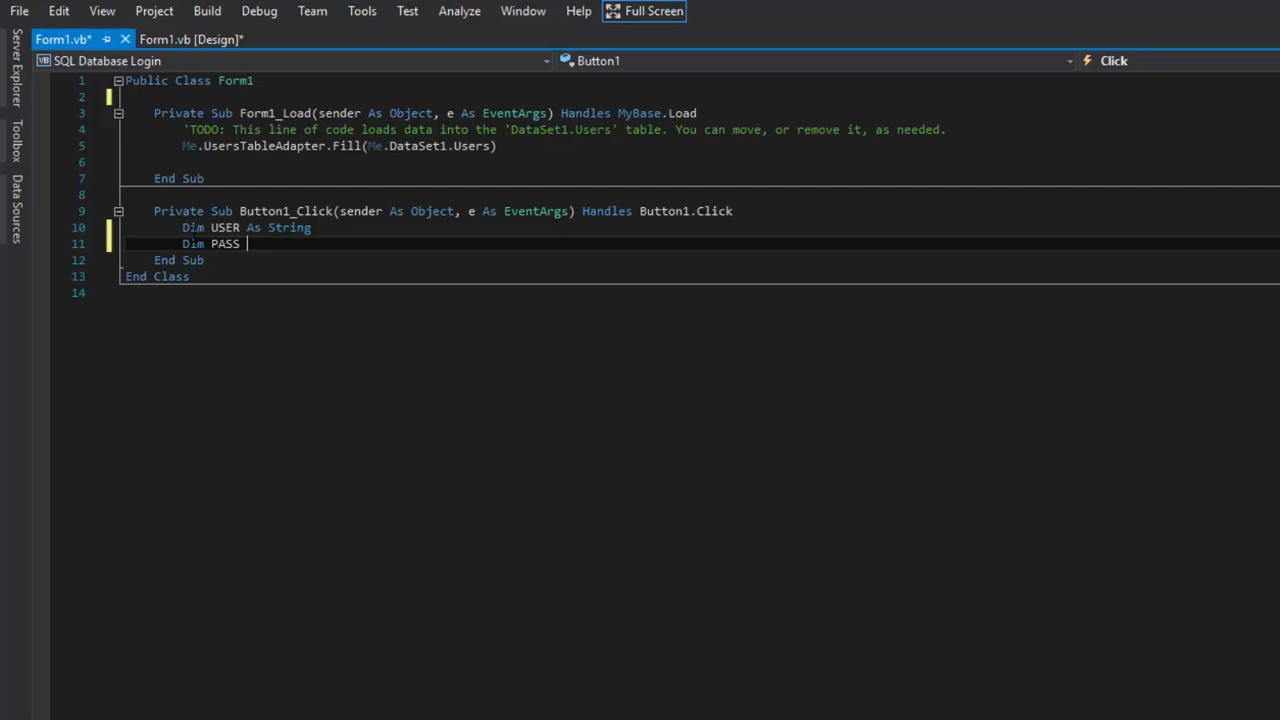 File Edit View Project Build Debug Team Tools Test Analyze Window Help Full Screen
Form1.vb* Form1.vb [Design]*
VB SQL Database Login Button1 Click
Server Explorer
Toolbox
Data Sources
1 Public Class Form1
2
3 Private Sub Form1_Load(sender As Object, e As EventArgs) Handles MyBase.Load
4 'TODO: This line of code loads data into the 'DataSet1.Users' table. You can move, or remove it, as needed.
5 Me.UsersTableAdapter.Fill(Me.DataSet1.Users)
6
7 End Sub
8
9 Private Sub Button1_Click(sender As Object, e As EventArgs) Handles Button1.Click
10 Dim USER As String
11 Dim PASS
12 End Sub
13 End Class
14